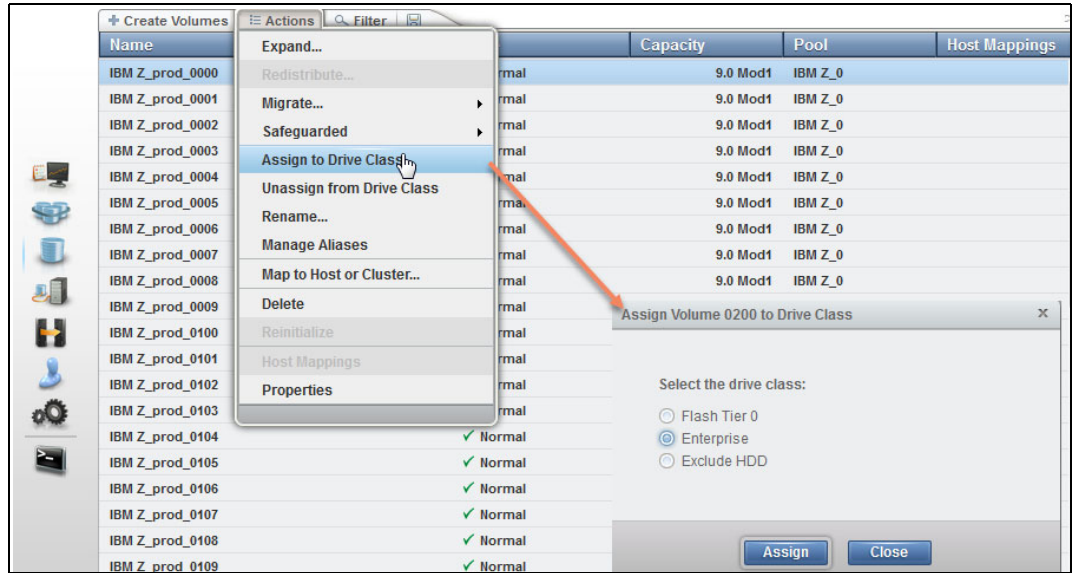 Create Volumes Actions Filter
Name Capacity Pool Host Mappings
IBM Z_prod_0000 rmal 9.0 Mod1 IBM Z_0
IBM Z_prod_0001 rmal 9.0 Mod1 IBM Z_0
IBM Z_prod_0002 rmal 9.0 Mod1 IBM Z_0
IBM Z_prod_0003 rmal 9.0 Mod1 IBM Z_0
IBM Z_prod_0004 rmal 9.0 Mod1 IBM Z_0
IBM Z_prod_0005 rmal 9.0 Mod1 IBM Z_0
IBM Z_prod_0006 rmal 9.0 Mod1 IBM Z_0
IBM Z_prod_0007 rmal 9.0 Mod1 IBM Z_0
IBM Z_prod_0008 rmal 9.0 Mod1 IBM Z_0
IBM Z_prod_0009 rmal
IBM Z_prod_0100 rmal
IBM Z_prod_0101 rmal
IBM Z_prod_0102 rmal
IBM Z_prod_0103 rmal
IBM Z_prod_0104 Normal
IBM Z_prod_0105 Normal
IBM Z_prod_0106 Normal
IBM Z_prod_0107 Normal
IBM Z_prod_0108 Normal
IBM Z_prod_0109 Normal
Expand...
Redistribute...
Migrate...
Safeguarded
Assign to Drive Class
Unassign from Drive Class
Rename...
Manage Aliases
Map to Host or Cluster...
Delete
Reinitialize
Host Mappings
Properties
Assign Volume 0200 to Drive Class x
Select the drive class:
Flash Tier 0
Enterprise
Exclude HDD
Assign Close